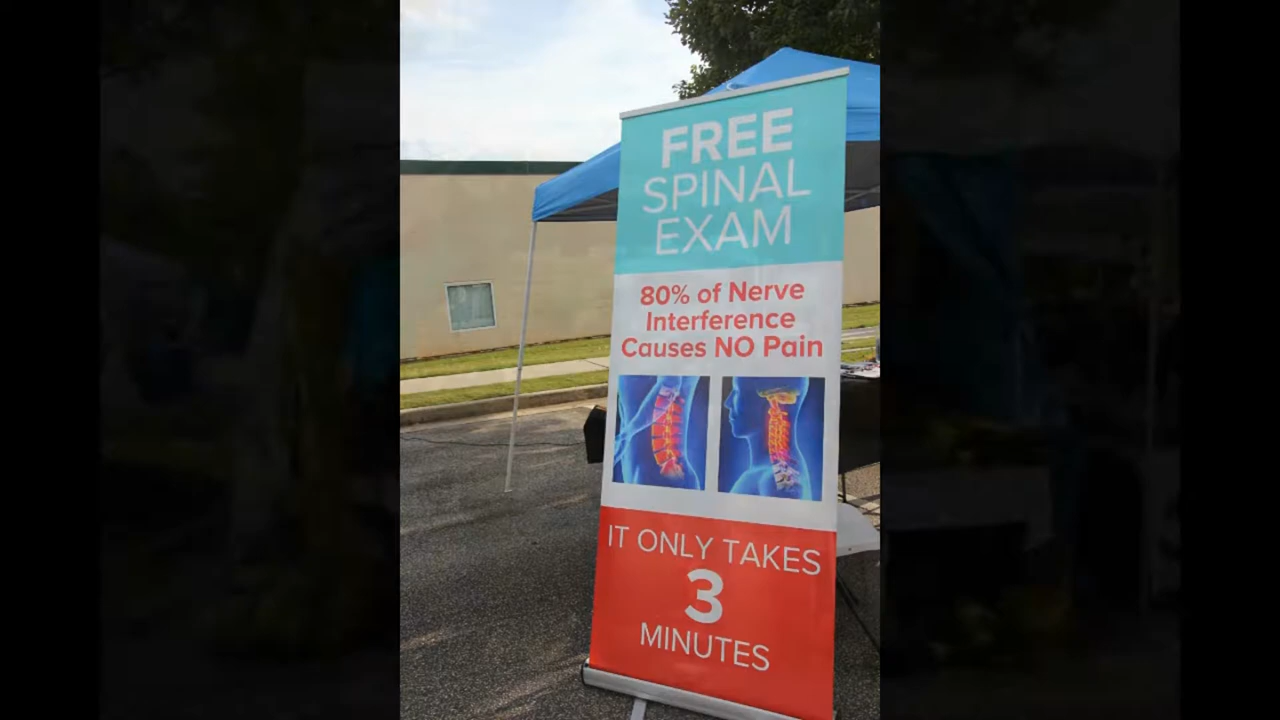 FREE
SPINAL
EXAM
80% of Nerve
Interference
Causes NO Pain
IT ONLY TAKES
3
MINUTES